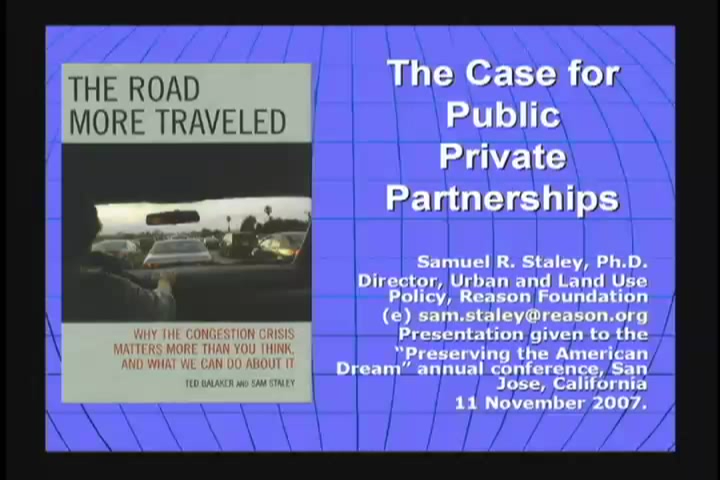 THE ROAD
MORE TRAVELED
WHY THE CONGESTION CRISIS
MATTERS MORE THAN YOU THINK,
AND WHAT WE CAN DO ABOUT IT
TED BALAKER AND SAM STALEY
The Case for
Public
Private
Partnerships
Samuel R. Staley, Ph.D.
Director, Urban and Land Use
Policy, Reason Foundation
(e) sam.staley@reason.org
Presentation given to the
“Preserving the American
Dream” annual conference, San
Jose, California
11 November 2007.